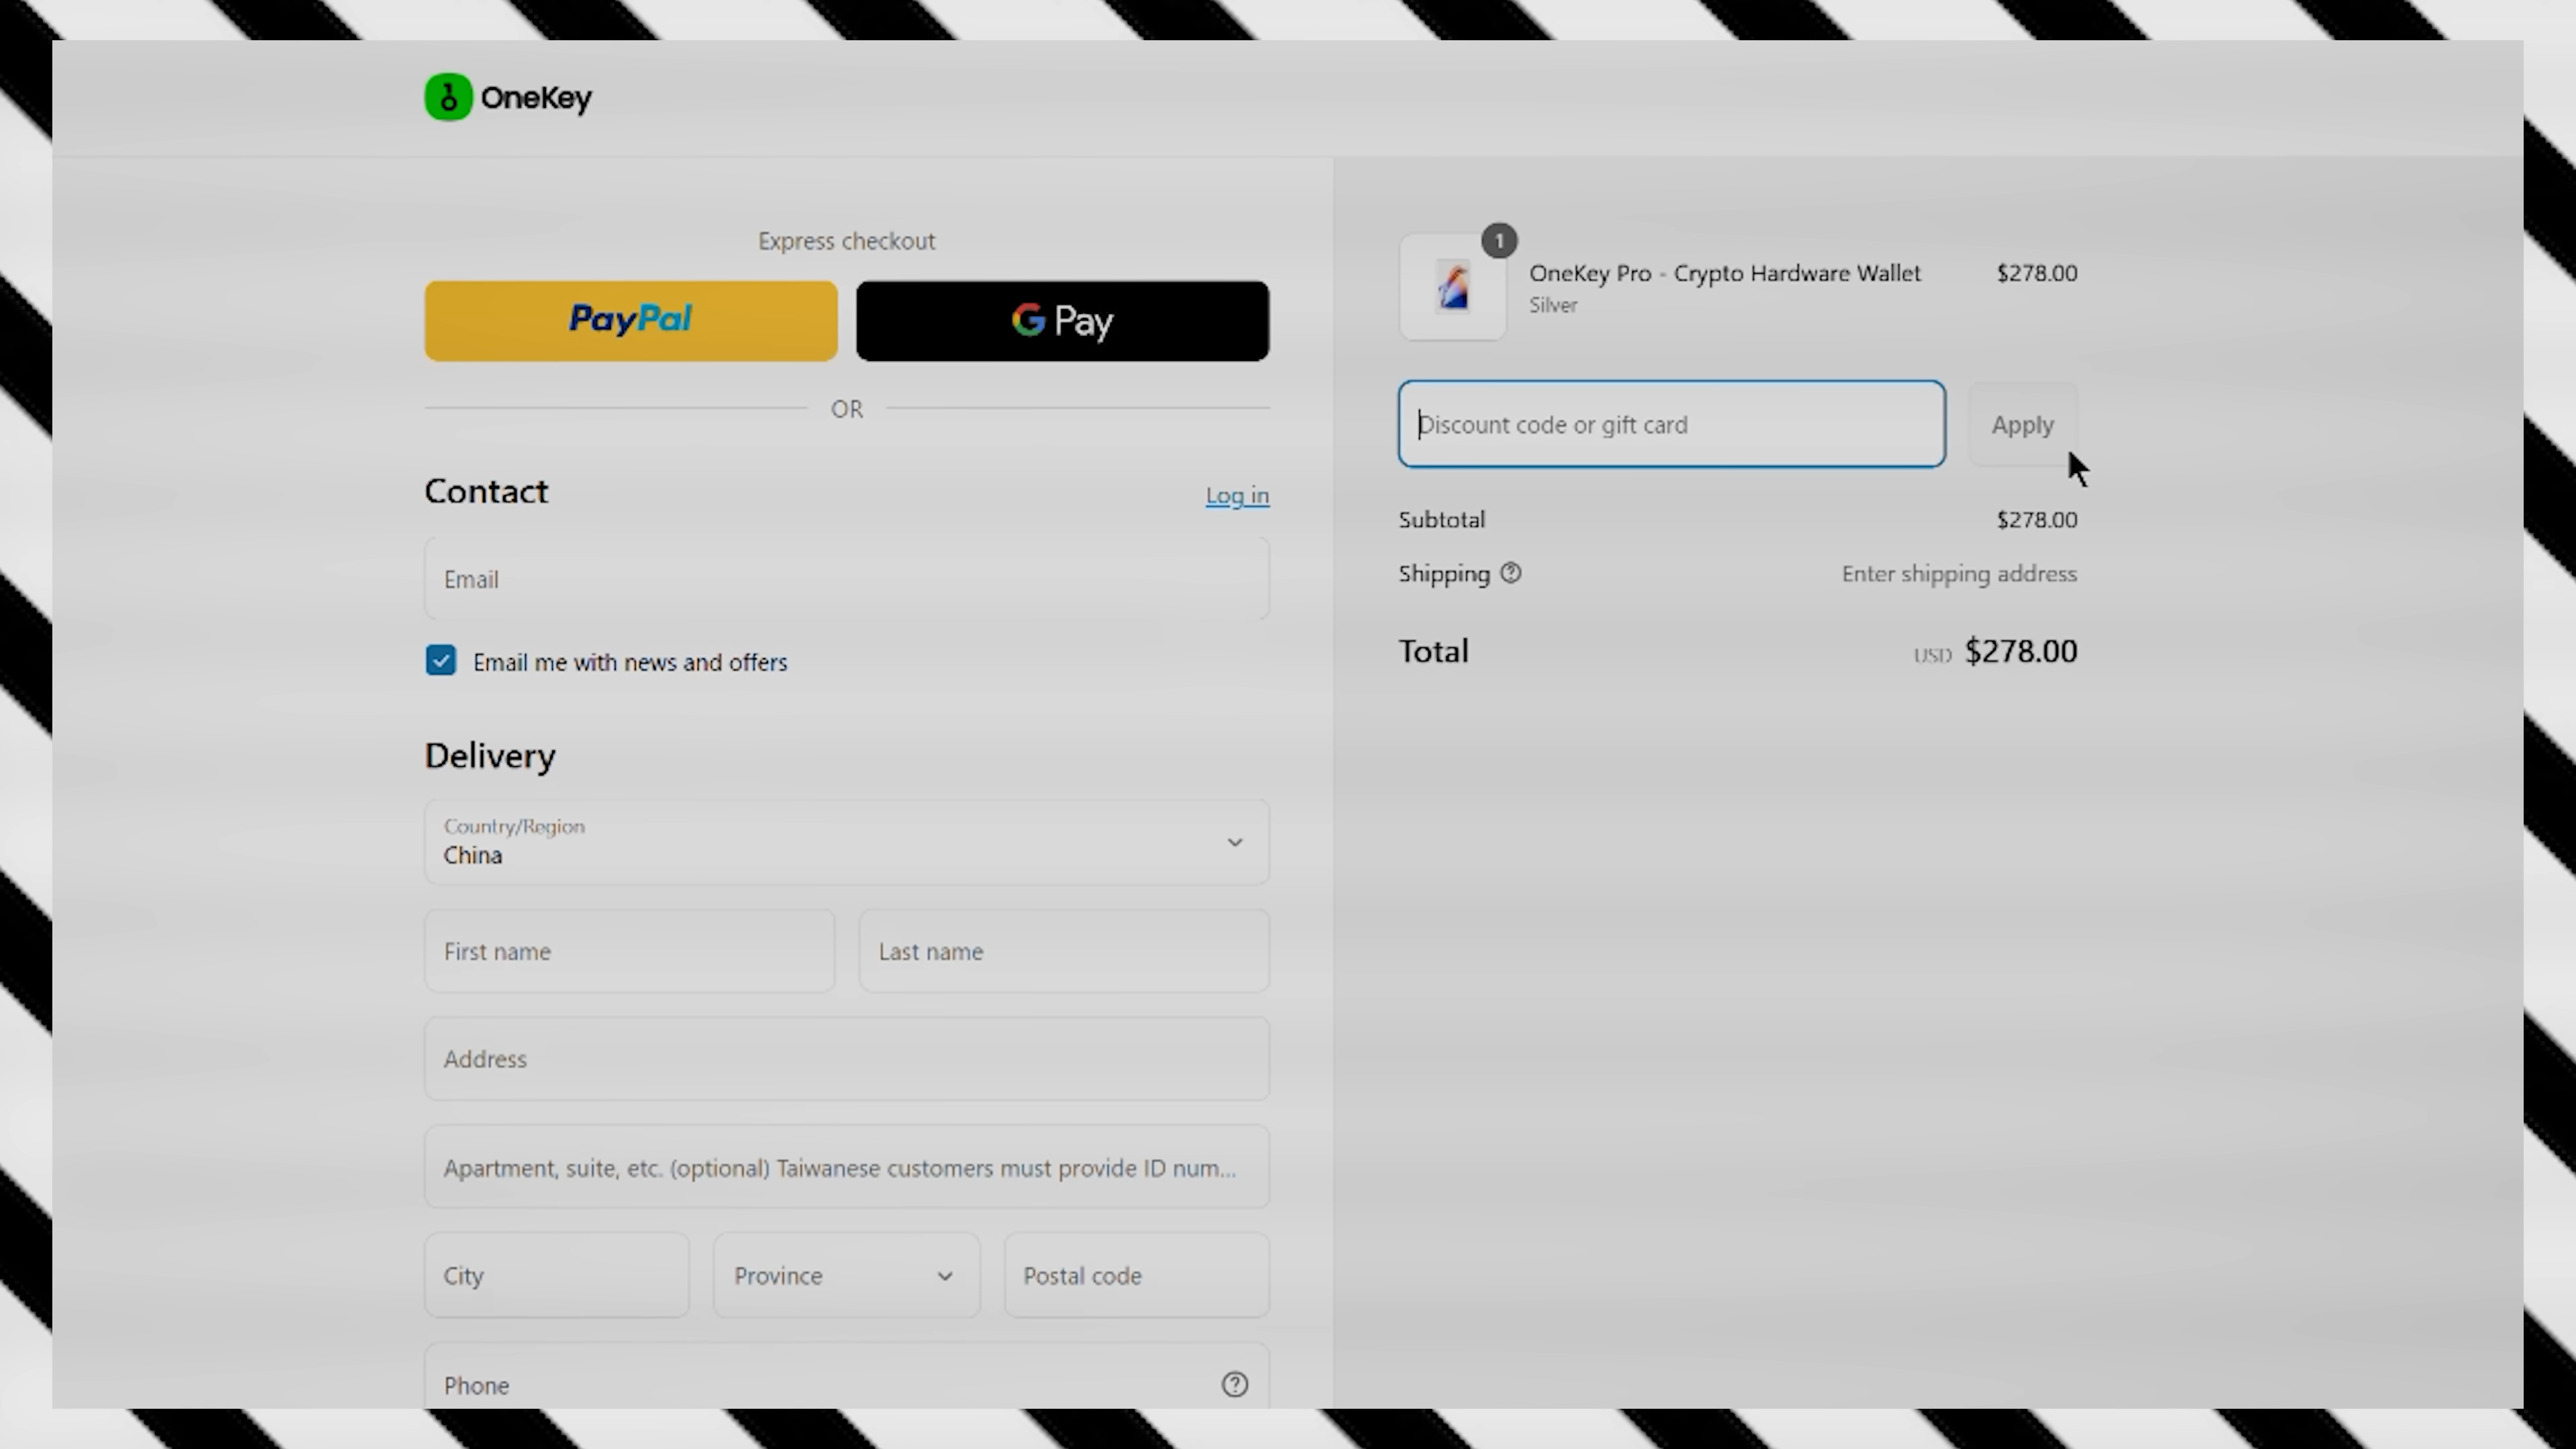 OneKey
Express checkout
PayPal
G Pay
OR
Contact
Log in
Email
Email me with news and offers
Delivery
Country/Region
China
First name
Last name
Address
Apartment, suite, etc. (optional) Taiwanese customers must provide ID num...
City
Province
Postal code
Phone
1
OneKey Pro - Crypto Hardware Wallet
$278.00
Silver
Discount code or gift card
Apply
Subtotal
$278.00
Shipping
Enter shipping address
Total
USD $278.00